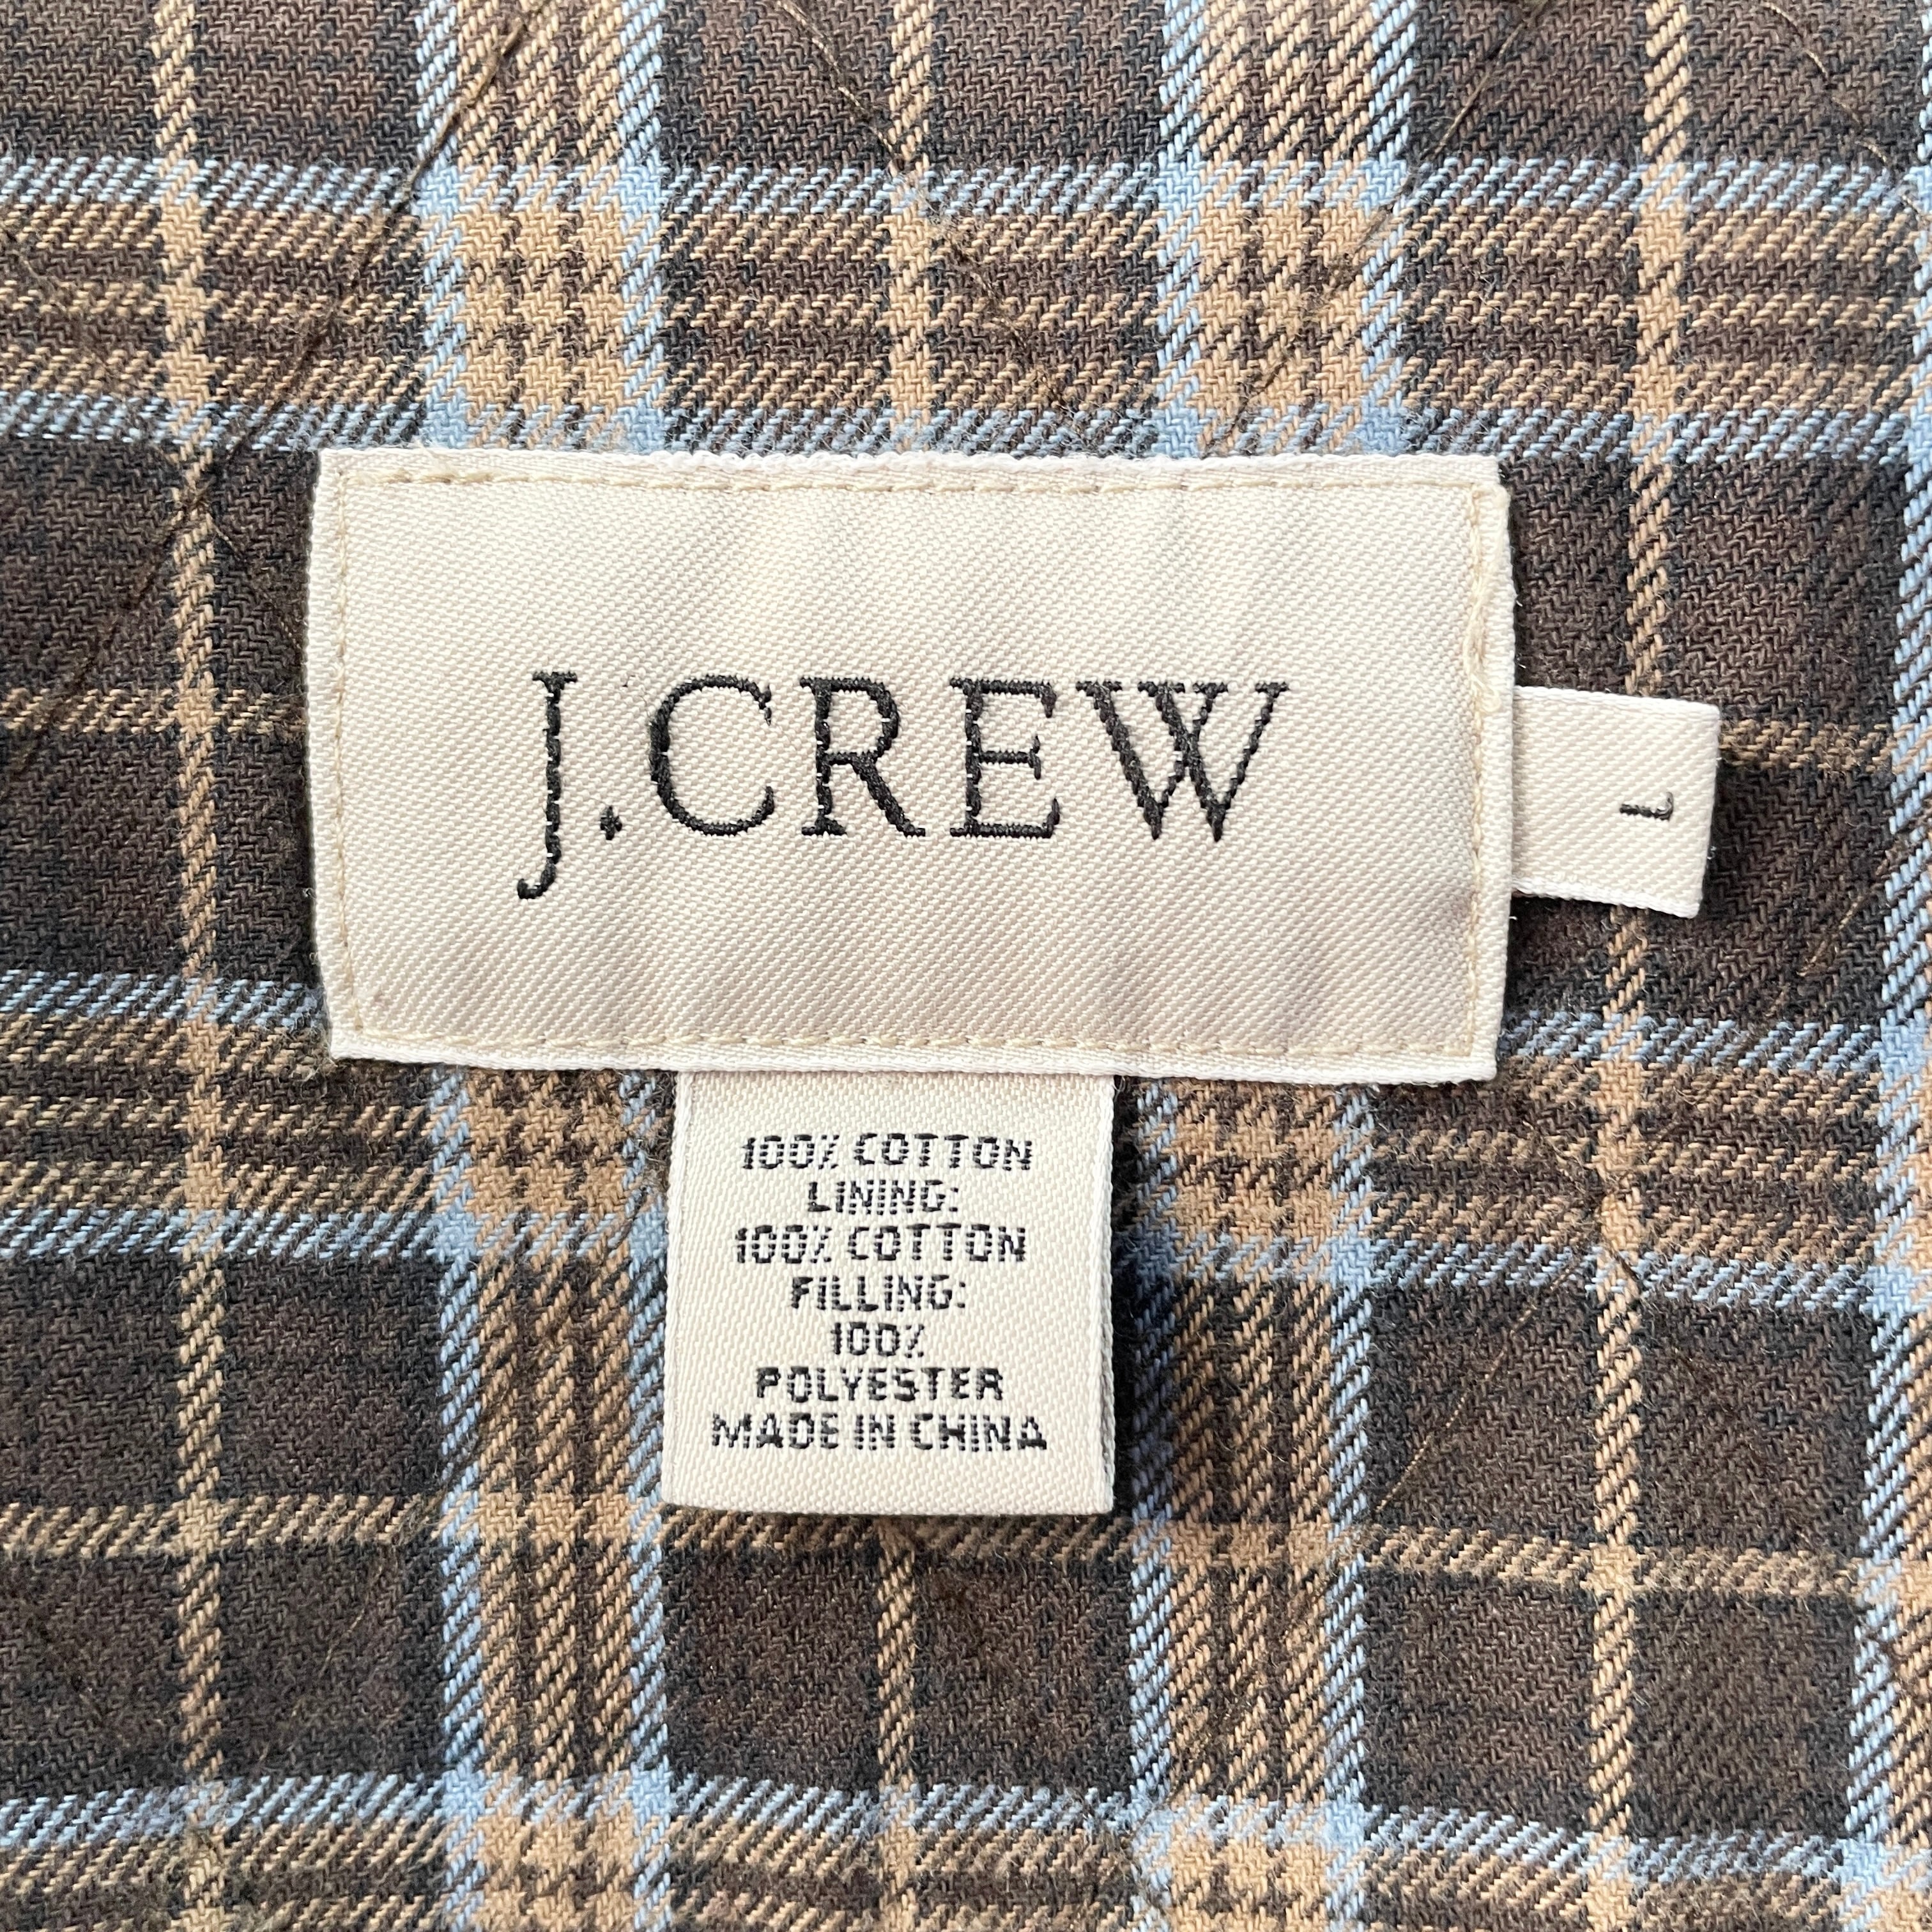 J.CREW
L
100% COTTON
LINING:
100% COTTON
FILLING:
100%
POLYESTER
MADE IN CHINA